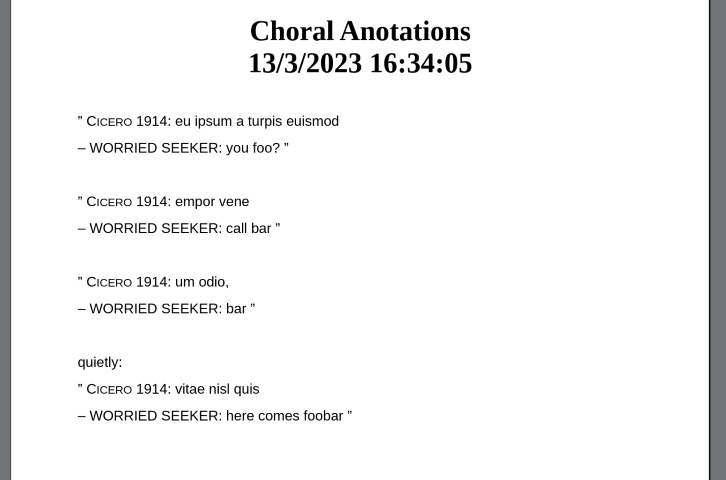 Choral Anotations
13/3/2023 16:34:05
” CICERO 1914: eu ipsum a turpis euismod
– WORRIED SEEKER: you foo? ”
” CICERO 1914: empor vene
– WORRIED SEEKER: call bar ”
” CICERO 1914: um odio,
– WORRIED SEEKER: bar ”
quietly:
” CICERO 1914: vitae nisl quis
– WORRIED SEEKER: here comes foobar ”